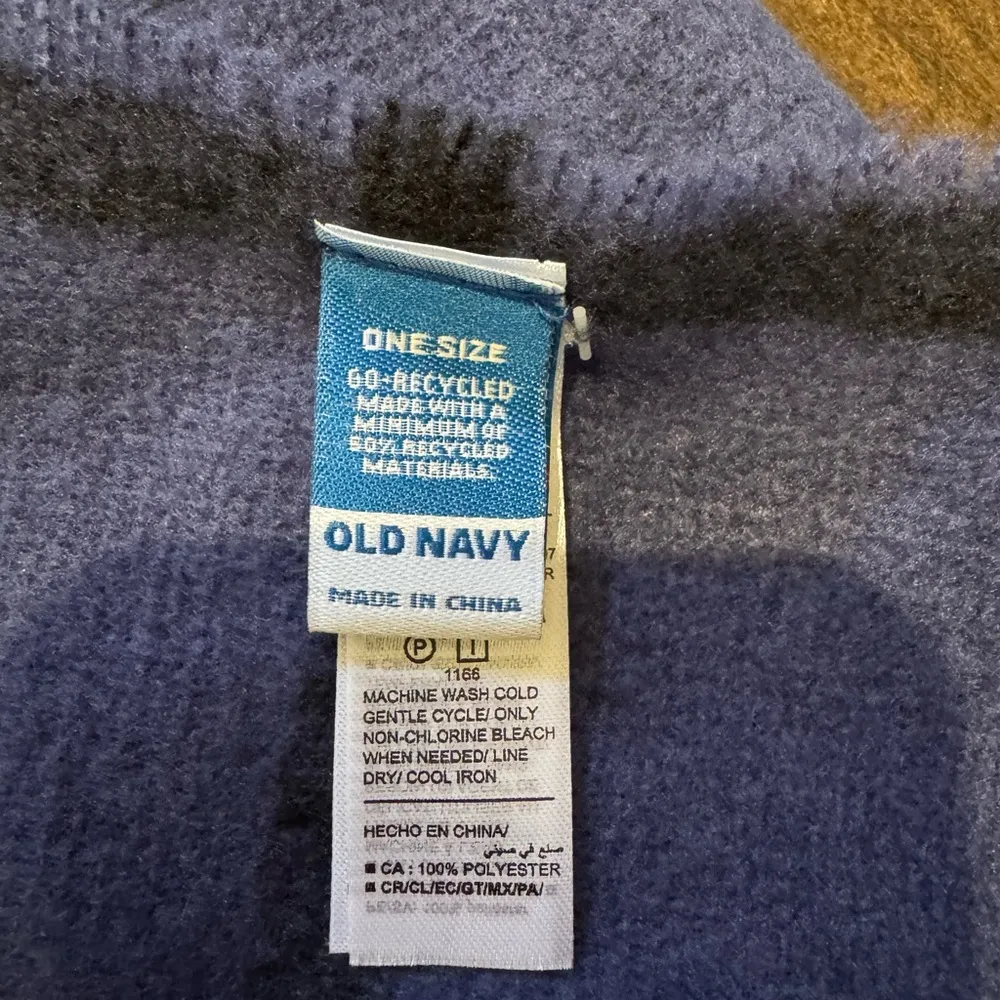 ONE SIZE
GO-RECYCLED
MADE WITH A
MINIMUM OF
RECYCLED
MATERIALS.
OLD NAVY
MADE IN CHINA
7
R
P
1166
MACHINE WASH COLD
GENTLE CYCLE/ ONLY
NON-CHLORINE BLEACH
WHEN NEEDED/ LINE
DRY/ COOL IRON
HECHO EN CHINA/
صنع في صيني
CA : 100% POLYESTER
CR/CL/EC/GT/MX/PA/